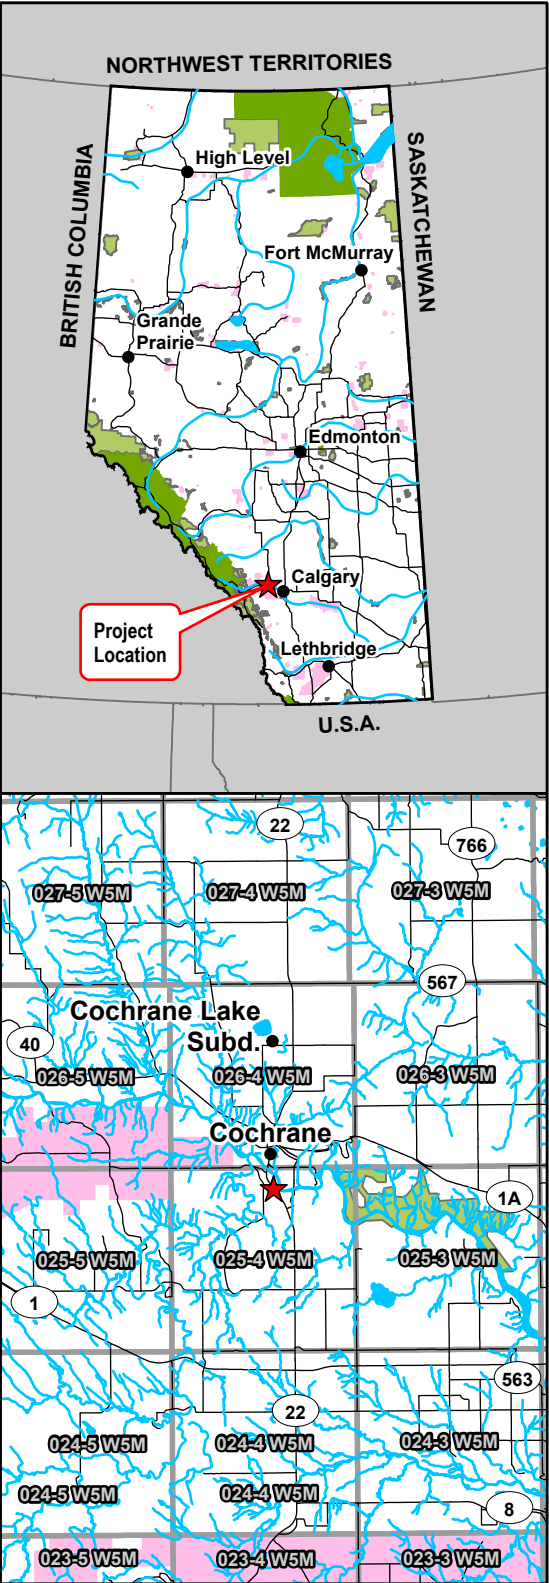 NORTHWEST TERRITORIES
BRITISH COLUMBIA
SASKATCHEWAN
High Level
Fort McMurray
Grande
Prairie
Edmonton
Calgary
Project
Location
Lethbridge
U.S.A.
22
766
027-5 W5M
027-4 W5M
027-3 W5M
567
Cochrane Lake
Subd.
40
026-5 W5M
026-4 W5M
026-3 W5M
Cochrane
1A
025-5 W5M
025-4 W5M
025-3 W5M
1
563
22
024-5 W5M
024-4 W5M
024-3 W5M
024-5 W5M
024-4 W5M
8
023-5 W5M
023-4 W5M
023-3 W5M